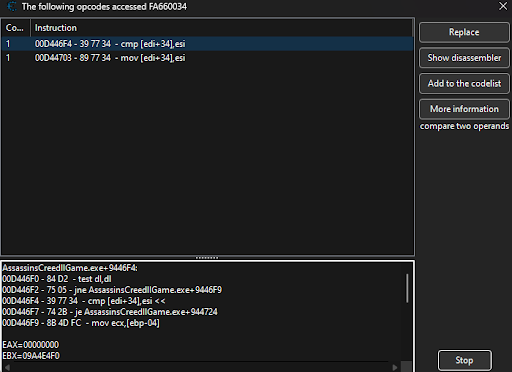 The following opcodes accessed FA660034
Co... Instruction
1 00D446F4 - 39 77 34 - cmp [edi+34],esi
1 00D44703 - 89 77 34 - mov [edi+34],esi
Replace
Show disassembler
Add to the codelist
More information
compare two operands
AssassinsCreedIIGame.exe+9446F4:
00D446F0 - 84 D2 - test dl,dl
00D446F2 - 75 05 - jne AssassinsCreedIIGame.exe+9446F9
00D446F4 - 39 77 34 - cmp [edi+34],esi <<
00D446F7 - 74 2B - je AssassinsCreedIIGame.exe+944724
00D446F9 - 8B 4D FC - mov ecx,[ebp-04]
EAX=00000000
EBX=09A4E4F0
Stop